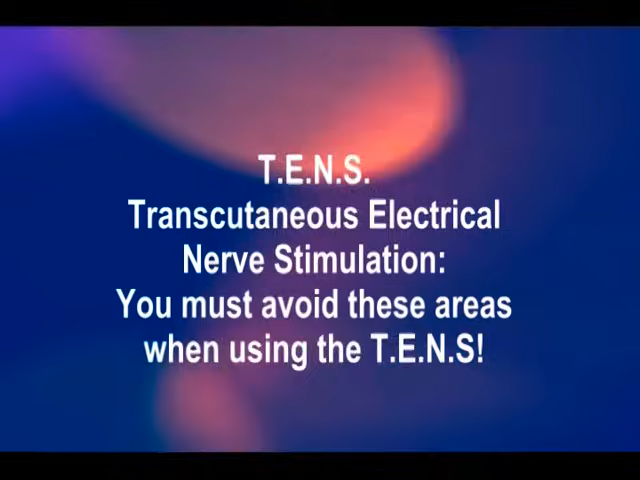 T.E.N.S.
Transcutaneous Electrical
Nerve Stimulation:
You must avoid these areas
when using the T.E.N.S!